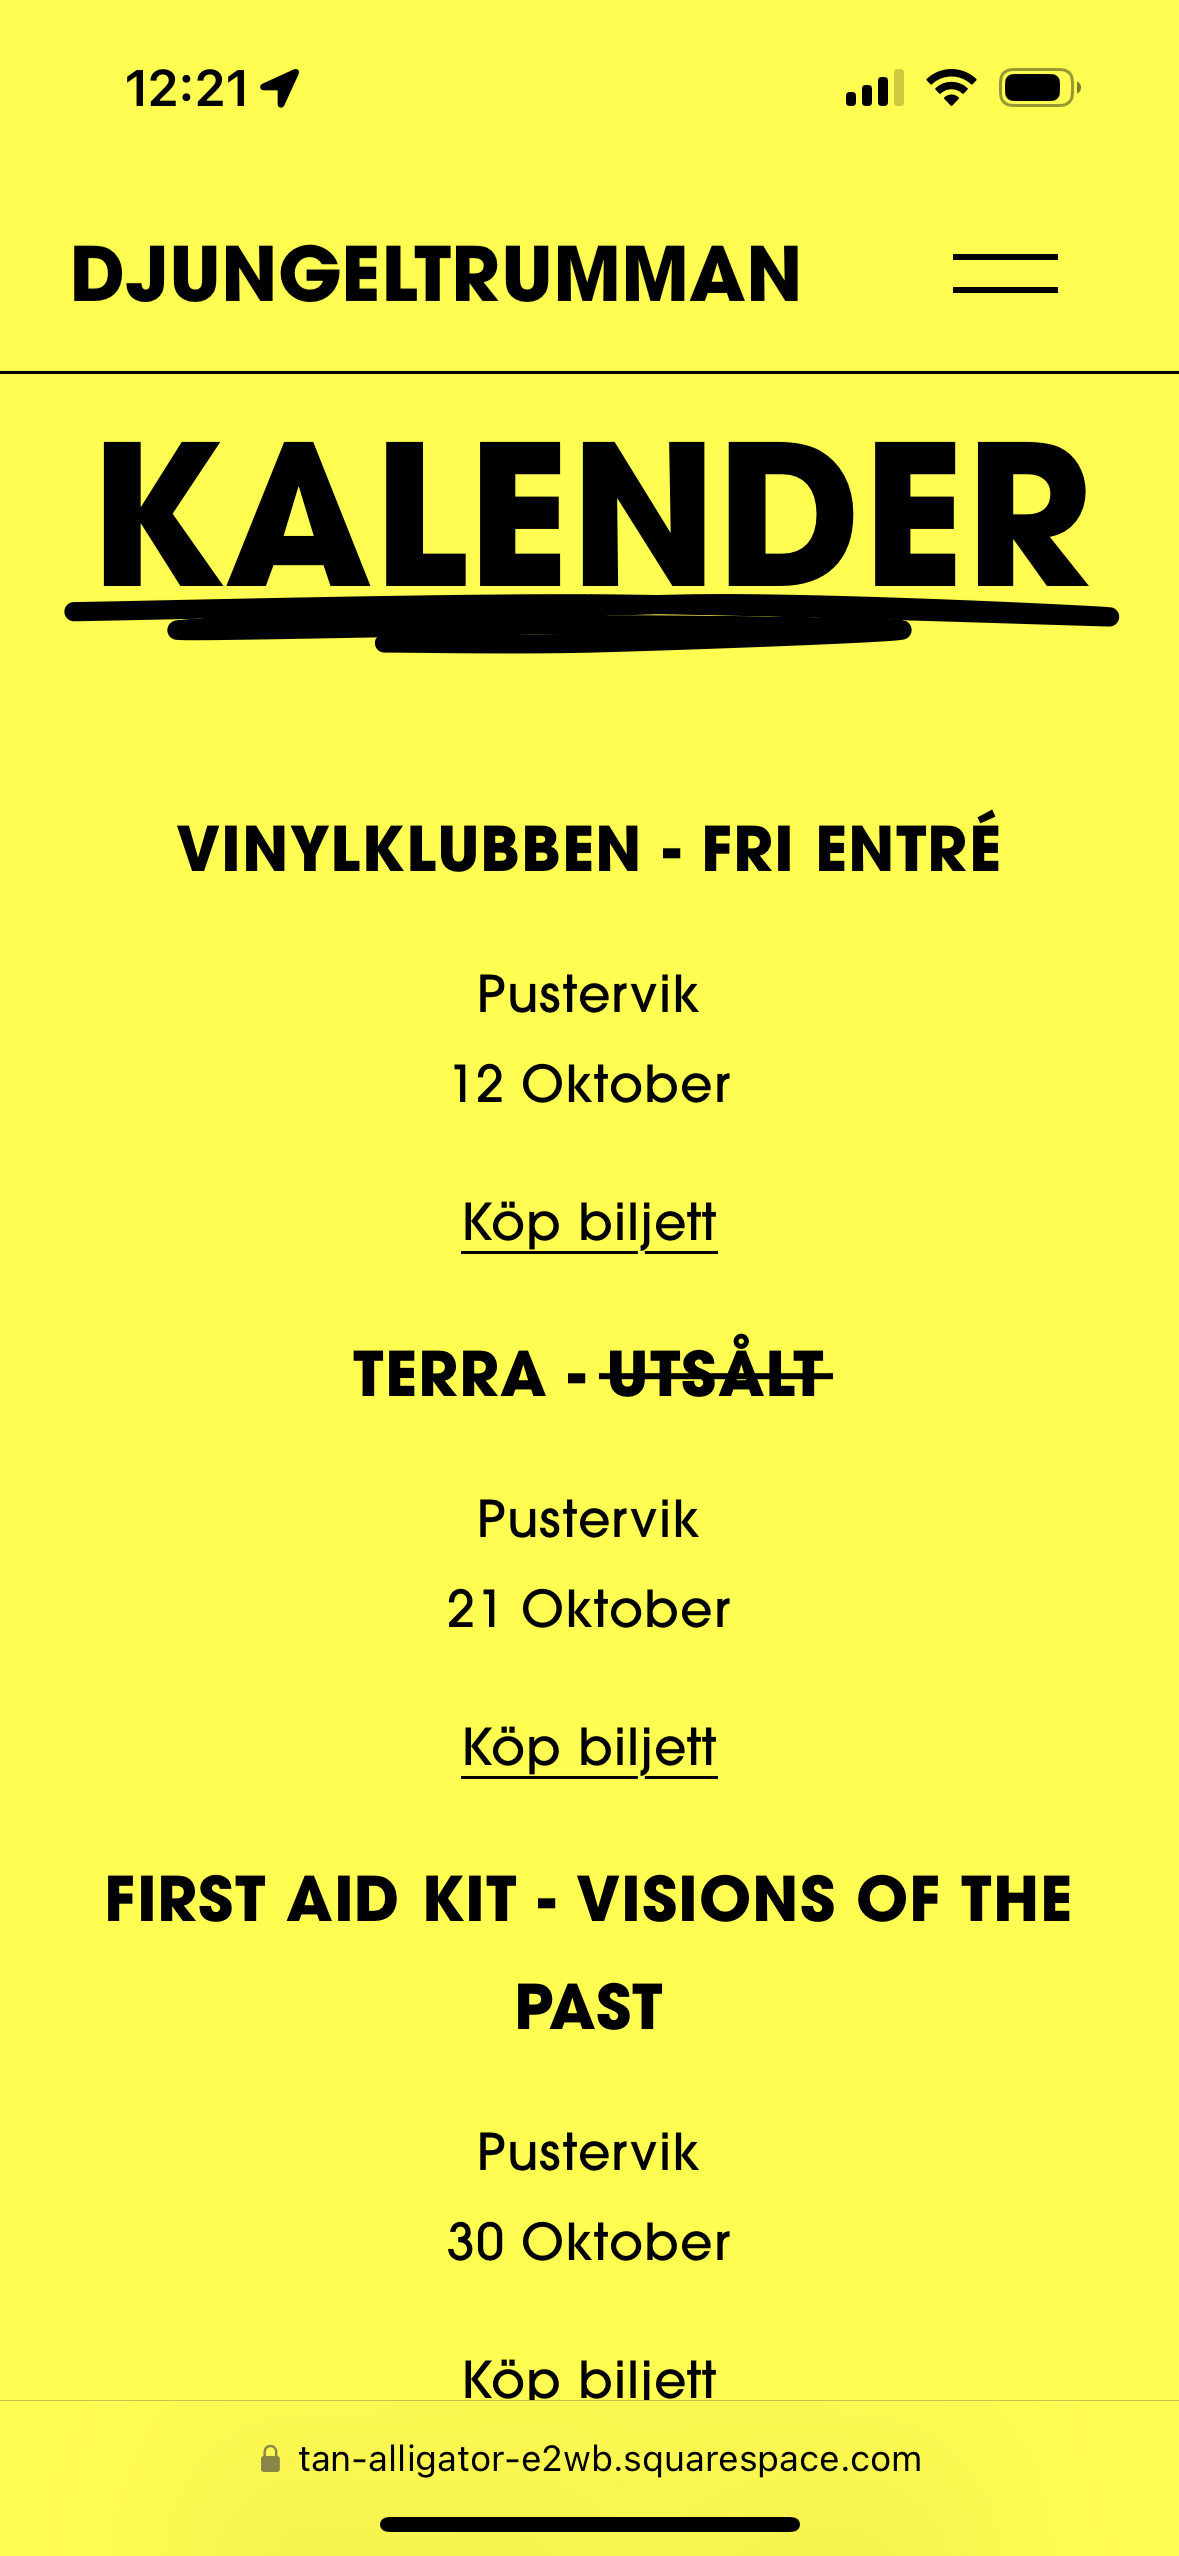 12:21
DJUNGELTRUMMAN
KALENDER
VINYLKLUBBEN - FRI ENTRÉ
Pustervik
12 Oktober
Köp biljett
TERRA - UTSÅLT
Pustervik
21 Oktober
Köp biljett
FIRST AID KIT - VISIONS OF THE
PAST
Pustervik
30 Oktober
Köp biljett
tan-alligator-e2wb.squarespace.com